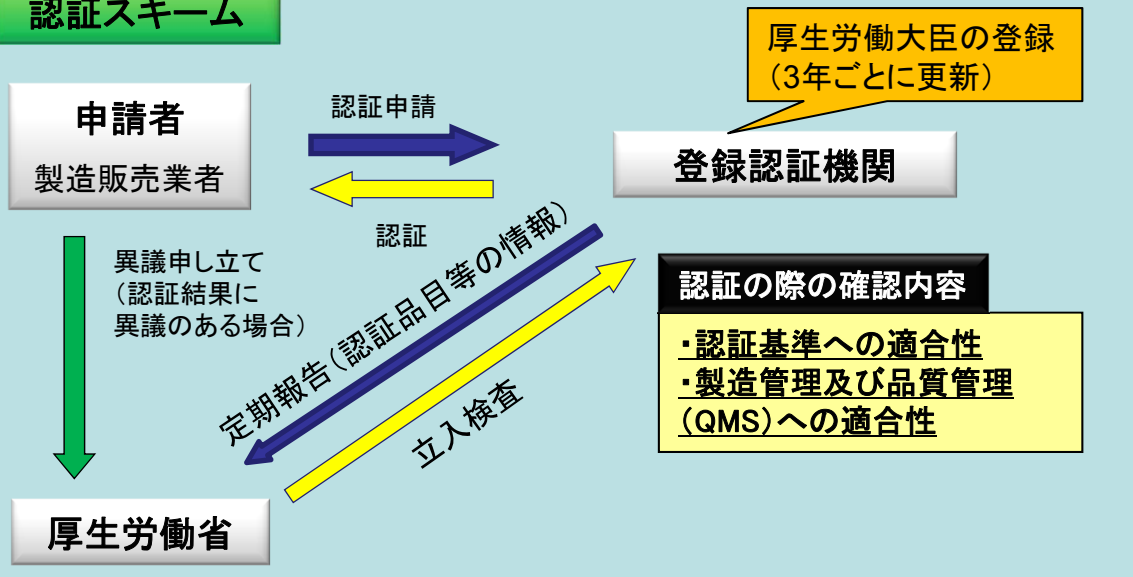 認証スキーム
厚生労働大臣の登録
（3年ごとに更新）
申請者
製造販売業者
認証申請
登録認証機関
認証
異議申し立て
（認証結果に
異議のある場合）
定期報告（認証品目等の情報）
立入検査
認証の際の確認内容
・認証基準への適合性
・製造管理及び品質管理
（QMS）への適合性
厚生労働省